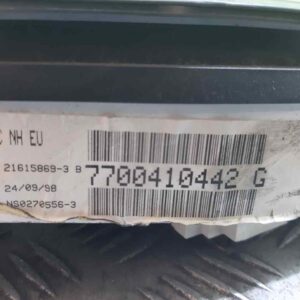 C NH EU
21615869-3 B
7700410442 G
24/09/98
NS0270556-3